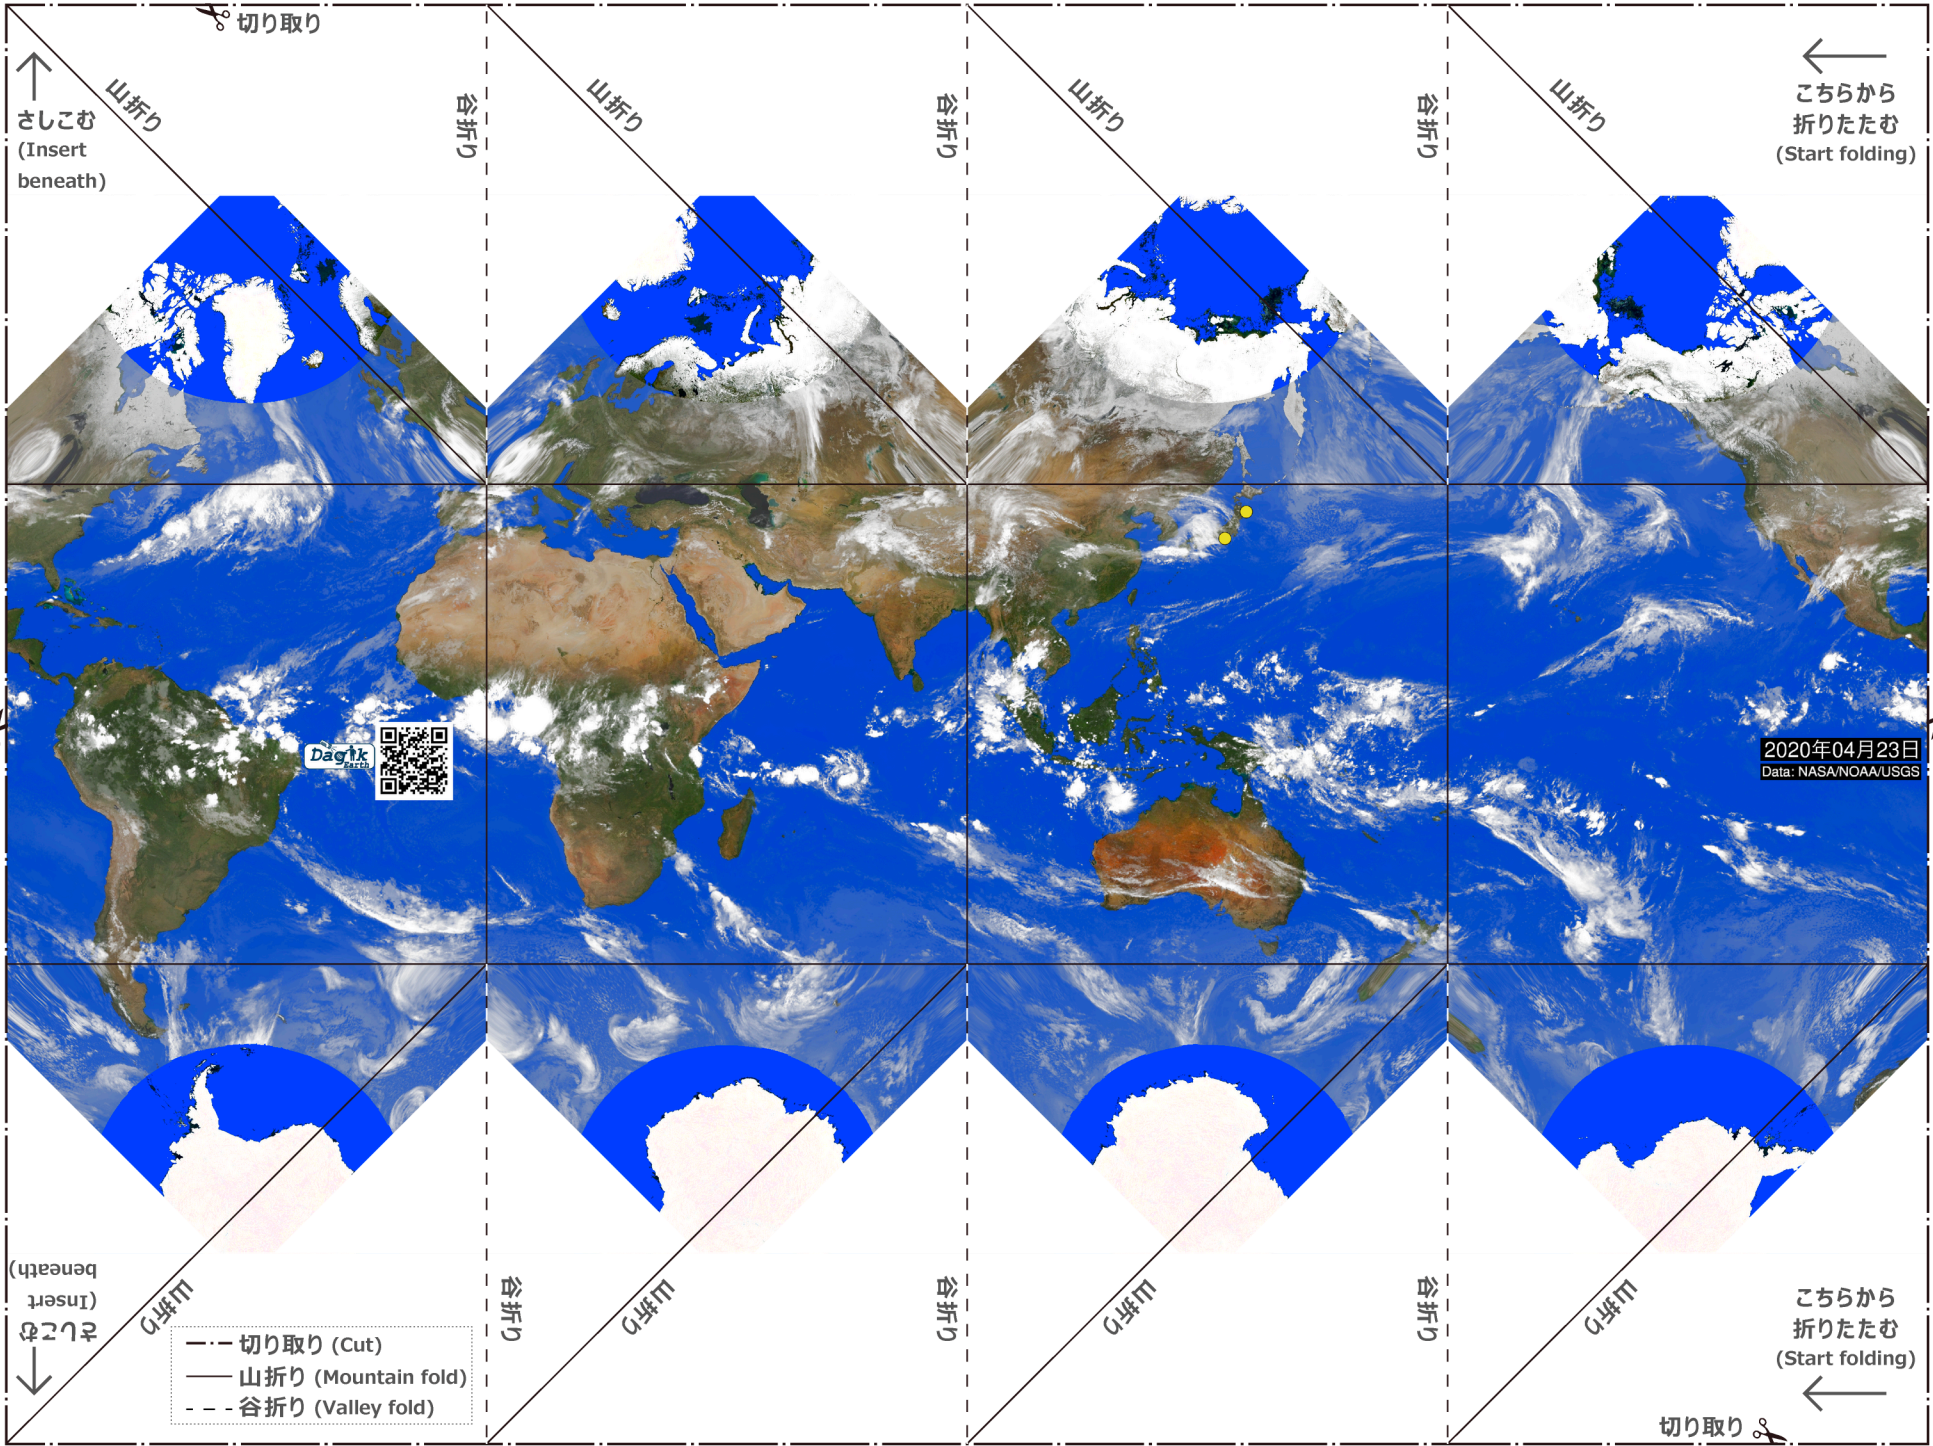 切り取り
山折り
谷折り
山折り
谷折り
山折り
谷折り
山折り
さしこむ
(Insert
beneath)
こちらから
折りたたむ
(Start folding)
Dagik
Earth
2020年04月23日
Data: NASA/NOAA/USGS
さしこむ
(Insert
beneath)
山折り
谷折り
山折り
谷折り
山折り
谷折り
山折り
こちらから
折りたたむ
(Start folding)
切り取り (Cut)
山折り (Mountain fold)
谷折り (Valley fold)
切り取り